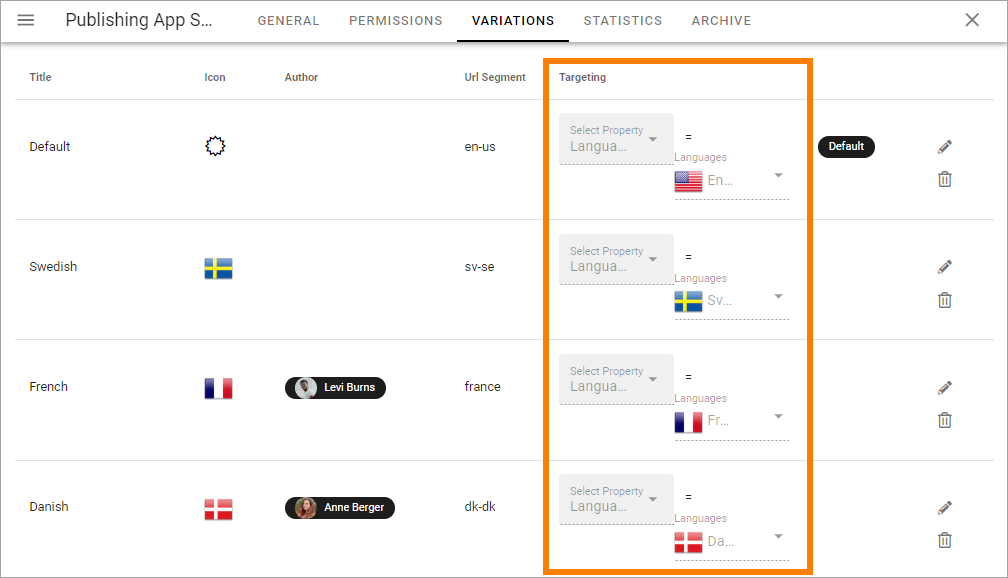 Publishing App S... GENERAL PERMISSIONS VARIATIONS STATISTICS ARCHIVE
Title Icon Author Url Segment Targeting
Default en-us Select Property Langua... = Languages En... Default
Swedish sv-se Select Property Langua... = Languages Sv...
French Levi Burns france Select Property Langua... = Languages Fr...
Danish Anne Berger dk-dk Select Property Langua... = Languages Da...